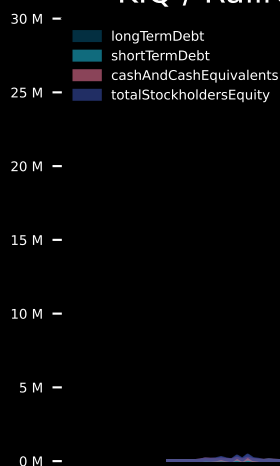 30 M
longTermDebt
shortTermDebt
cashAndCashEquivalents
totalStockholdersEquity
25 M
20 M
15 M
10 M
5 M
0 M